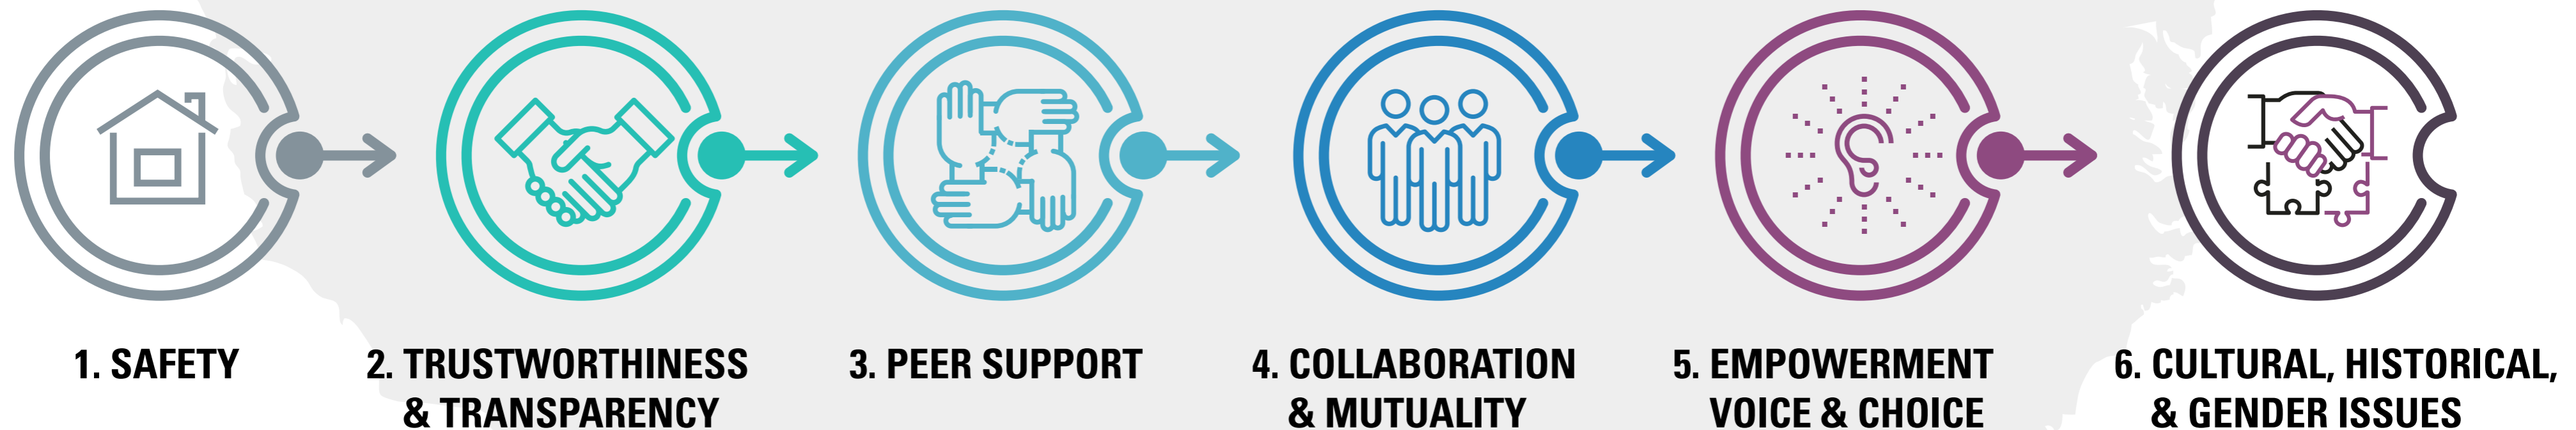 1. SAFETY
2. TRUSTWORTHINESS
& TRANSPARENCY
3. PEER SUPPORT
4. COLLABORATION
& MUTUALITY
5. EMPOWERMENT
VOICE & CHOICE
6. CULTURAL, HISTORICAL,
& GENDER ISSUES